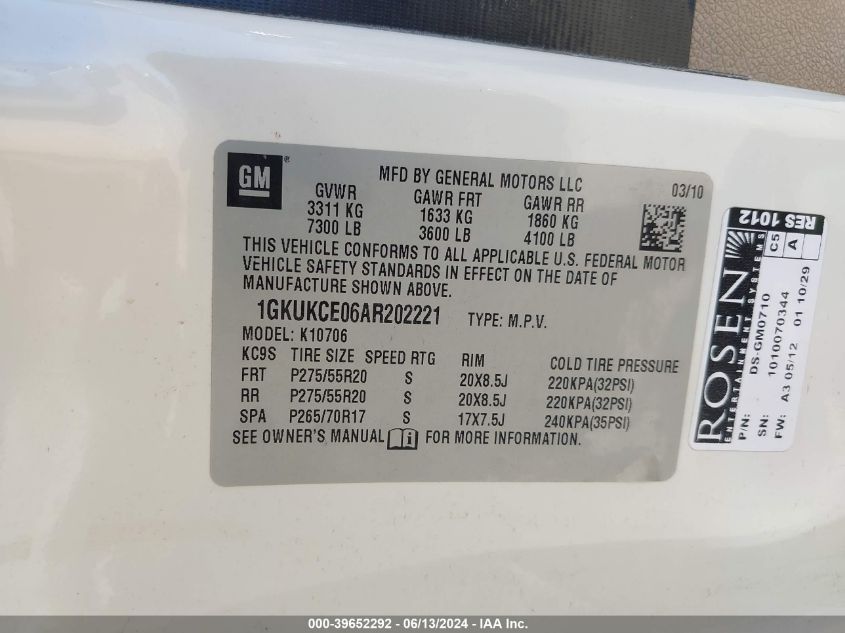 GM®
MFD BY GENERAL MOTORS LLC
03/10
GVWR GAWR FRT GAWR RR
3311 KG 1633 KG 1860 KG
7300 LB 3600 LB 4100 LB
THIS VEHICLE CONFORMS TO ALL APPLICABLE U.S. FEDERAL MOTOR
VEHICLE SAFETY STANDARDS IN EFFECT ON THE DATE OF
MANUFACTURE SHOWN ABOVE.
1GKUKCE06AR202221 TYPE: M.P.V.
MODEL: K10706
KC9S TIRE SIZE SPEED RTG RIM COLD TIRE PRESSURE
FRT P275/55R20 S 20X8.5J 220KPA(32PSI)
RR P275/55R20 S 20X8.5J 220KPA(32PSI)
SPA P265/70R17 S 17X7.5J 240KPA(35PSI)
SEE OWNER'S MANUAL FOR MORE INFORMATION.
ROSEN
ENTERTAINMENT SYSTEMS
RES 1012
C5
A
P/N: DS-GM0710
SN: 1010070344
FW: A3 05/12 01 10/29
000-39652292 - 06/13/2024 - IAA Inc.